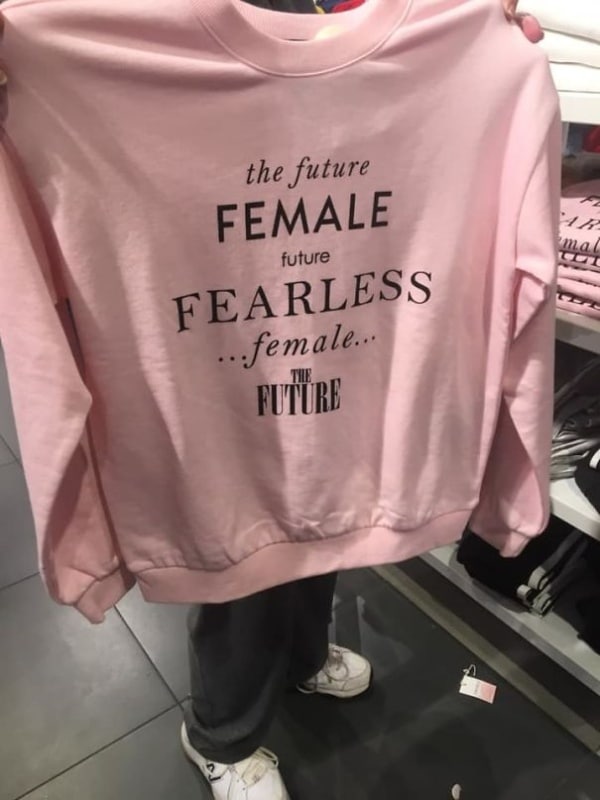 the future
FEMALE
future
FEARLESS
...female...
THE
FUTURE